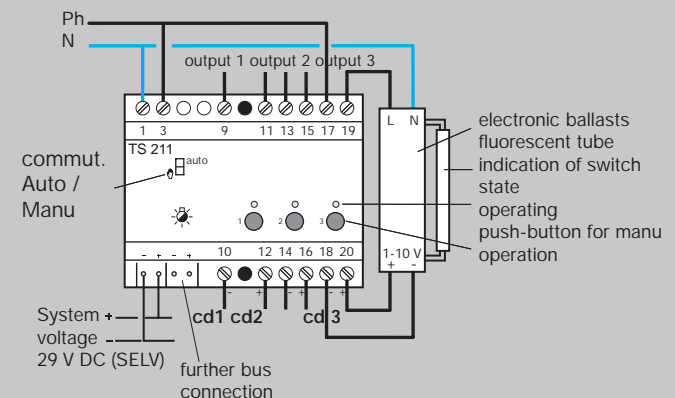 Ph
N
output 1 output 2 output 3
1 3 9 11 13 15 17 19
L N
TS 211
auto
commut.
Auto /
Manu
electronic ballasts
fluorescent tube
indication of switch
state
operating
push-button for manu
operation
1 2 3
- + - +
10 12 14 16 18 20
1-10 V
+ -
- + - + - +
cd1 cd2 cd 3
System +
voltage -
29 V DC (SELV)
further bus
connection